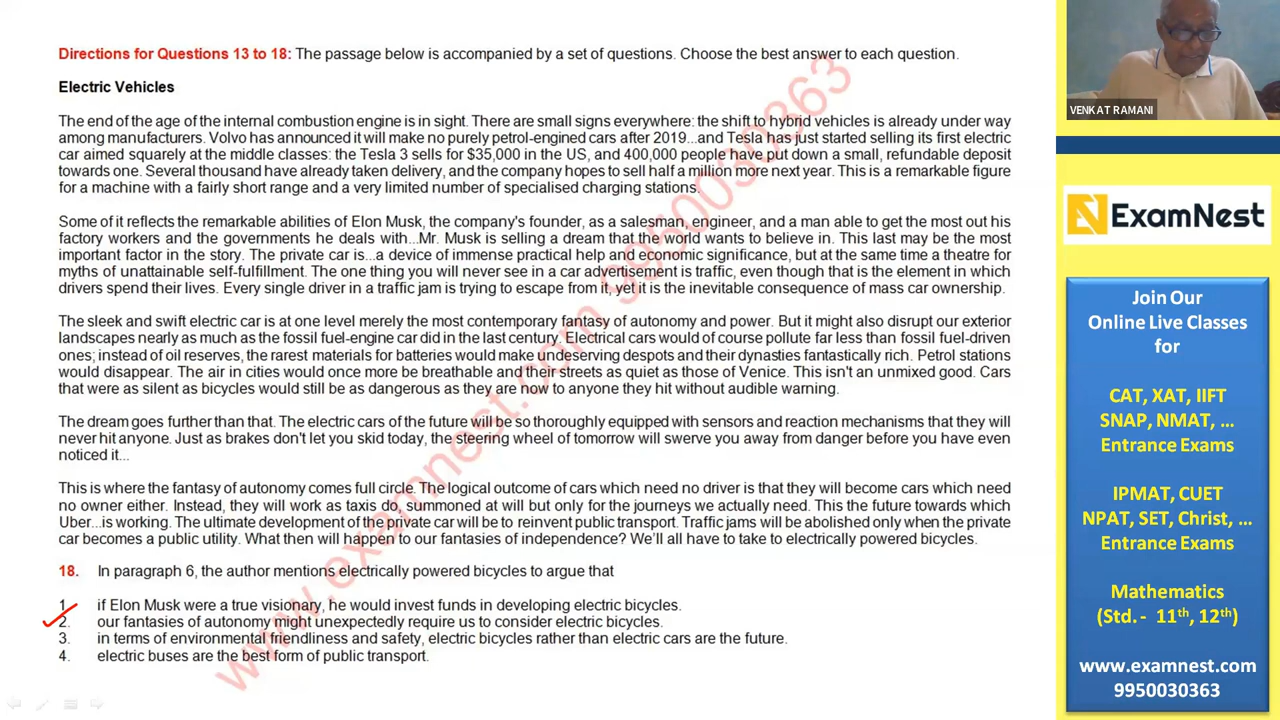 Directions for Questions 13 to 18: The passage below is accompanied by a set of questions. Choose the best answer to each question.
Electric Vehicles
The end of the age of the internal combustion engine is in sight. There are small signs everywhere: the shift to hybrid vehicles is already under way
among manufacturers. Volvo has announced it will make no purely petrol-engined cars after 2019...and Tesla has just started selling its first electric
car aimed squarely at the middle classes: the Tesla 3 sells for $35,000 in the US, and 400,000 people have put down a small, refundable deposit
towards one. Several thousand have already taken delivery, and the company hopes to sell half a million more next year. This is a remarkable figure
for a machine with a fairly short range and a very limited number of specialised charging stations.
Some of it reflects the remarkable abilities of Elon Musk, the company's founder, as a salesman, engineer, and a man able to get the most out his
factory workers and the governments he deals with...Mr. Musk is selling a dream that the world wants to believe in. This last may be the most
important factor in the story. The private car is...a device of immense practical help and economic significance, but at the same time a theatre for
myths of unattainable self-fulfillment. The one thing you will never see in a car advertisement is traffic, even though that is the element in which
drivers spend their lives. Every single driver in a traffic jam is trying to escape from it, yet it is the inevitable consequence of mass car ownership.
The sleek and swift electric car is at one level merely the most contemporary fantasy of autonomy and power. But it might also disrupt our exterior
landscapes nearly as much as the fossil fuel-engine car did in the last century. Electrical cars would of course pollute far less than fossil fuel-driven
ones; instead of oil reserves, the rarest materials for batteries would make undeserving despots and their dynasties fantastically rich. Petrol stations
would disappear. The air in cities would once more be breathable and their streets as quiet as those of Venice. This isn't an unmixed good. Cars
that were as silent as bicycles would still be as dangerous as they are now to anyone they hit without audible warning.
The dream goes further than that. The electric cars of the future will be so thoroughly equipped with sensors and reaction mechanisms that they will
never hit anyone. Just as brakes don't let you skid today, the steering wheel of tomorrow will swerve you away from danger before you have even
noticed it...
This is where the fantasy of autonomy comes full circle. The logical outcome of cars which need no driver is that they will become cars which need
no owner either. Instead, they will work as taxis do, summoned at will but only for the journeys we actually need. This the future towards which
Uber...is working. The ultimate development of the private car will be to reinvent public transport. Traffic jams will be abolished only when the private
car becomes a public utility. What then will happen to our fantasies of independence? We'll all have to take to electrically powered bicycles.
18. In paragraph 6, the author mentions electrically powered bicycles to argue that
1. if Elon Musk were a true visionary, he would invest funds in developing electric bicycles.
2. our fantasies of autonomy might unexpectedly require us to consider electric bicycles.
3. in terms of environmental friendliness and safety, electric bicycles rather than electric cars are the future.
4. electric buses are the best form of public transport.
www.examnest.com 9950030363
VENKAT RAMANI
ExamNest
Join Our
Online Live Classes
for
CAT, XAT, IIFT
SNAP, NMAT, ...
Entrance Exams
IPMAT, CUET
NPAT, SET, Christ, ...
Entrance Exams
Mathematics
(Std. - 11th, 12th)
www.examnest.com
9950030363